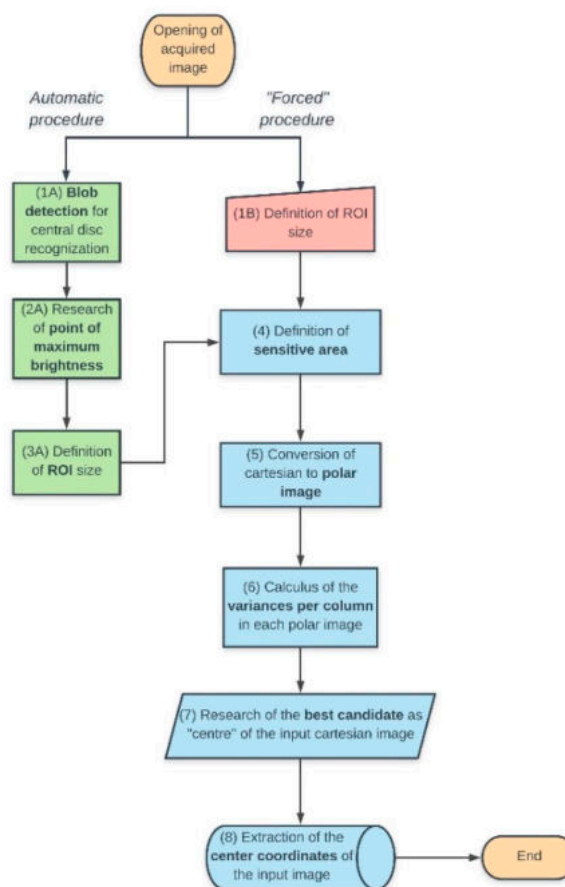 Opening of
acquired
image
Automatic
procedure
"Forced"
procedure
(1A) Blob
detection for
central disc
recognization
(1B) Definition of ROI
size
(2A) Research
of point of
maximum
brightness
(4) Definition of
sensitive area
(3A) Definition
of ROI size
(5) Conversion of
cartesian to polar
image
(6) Calculus of the
variances per column
in each polar image
(7) Research of the best candidate as
"centre" of the input cartesian image
(8) Extraction of the
center coordinates of
the input image
End